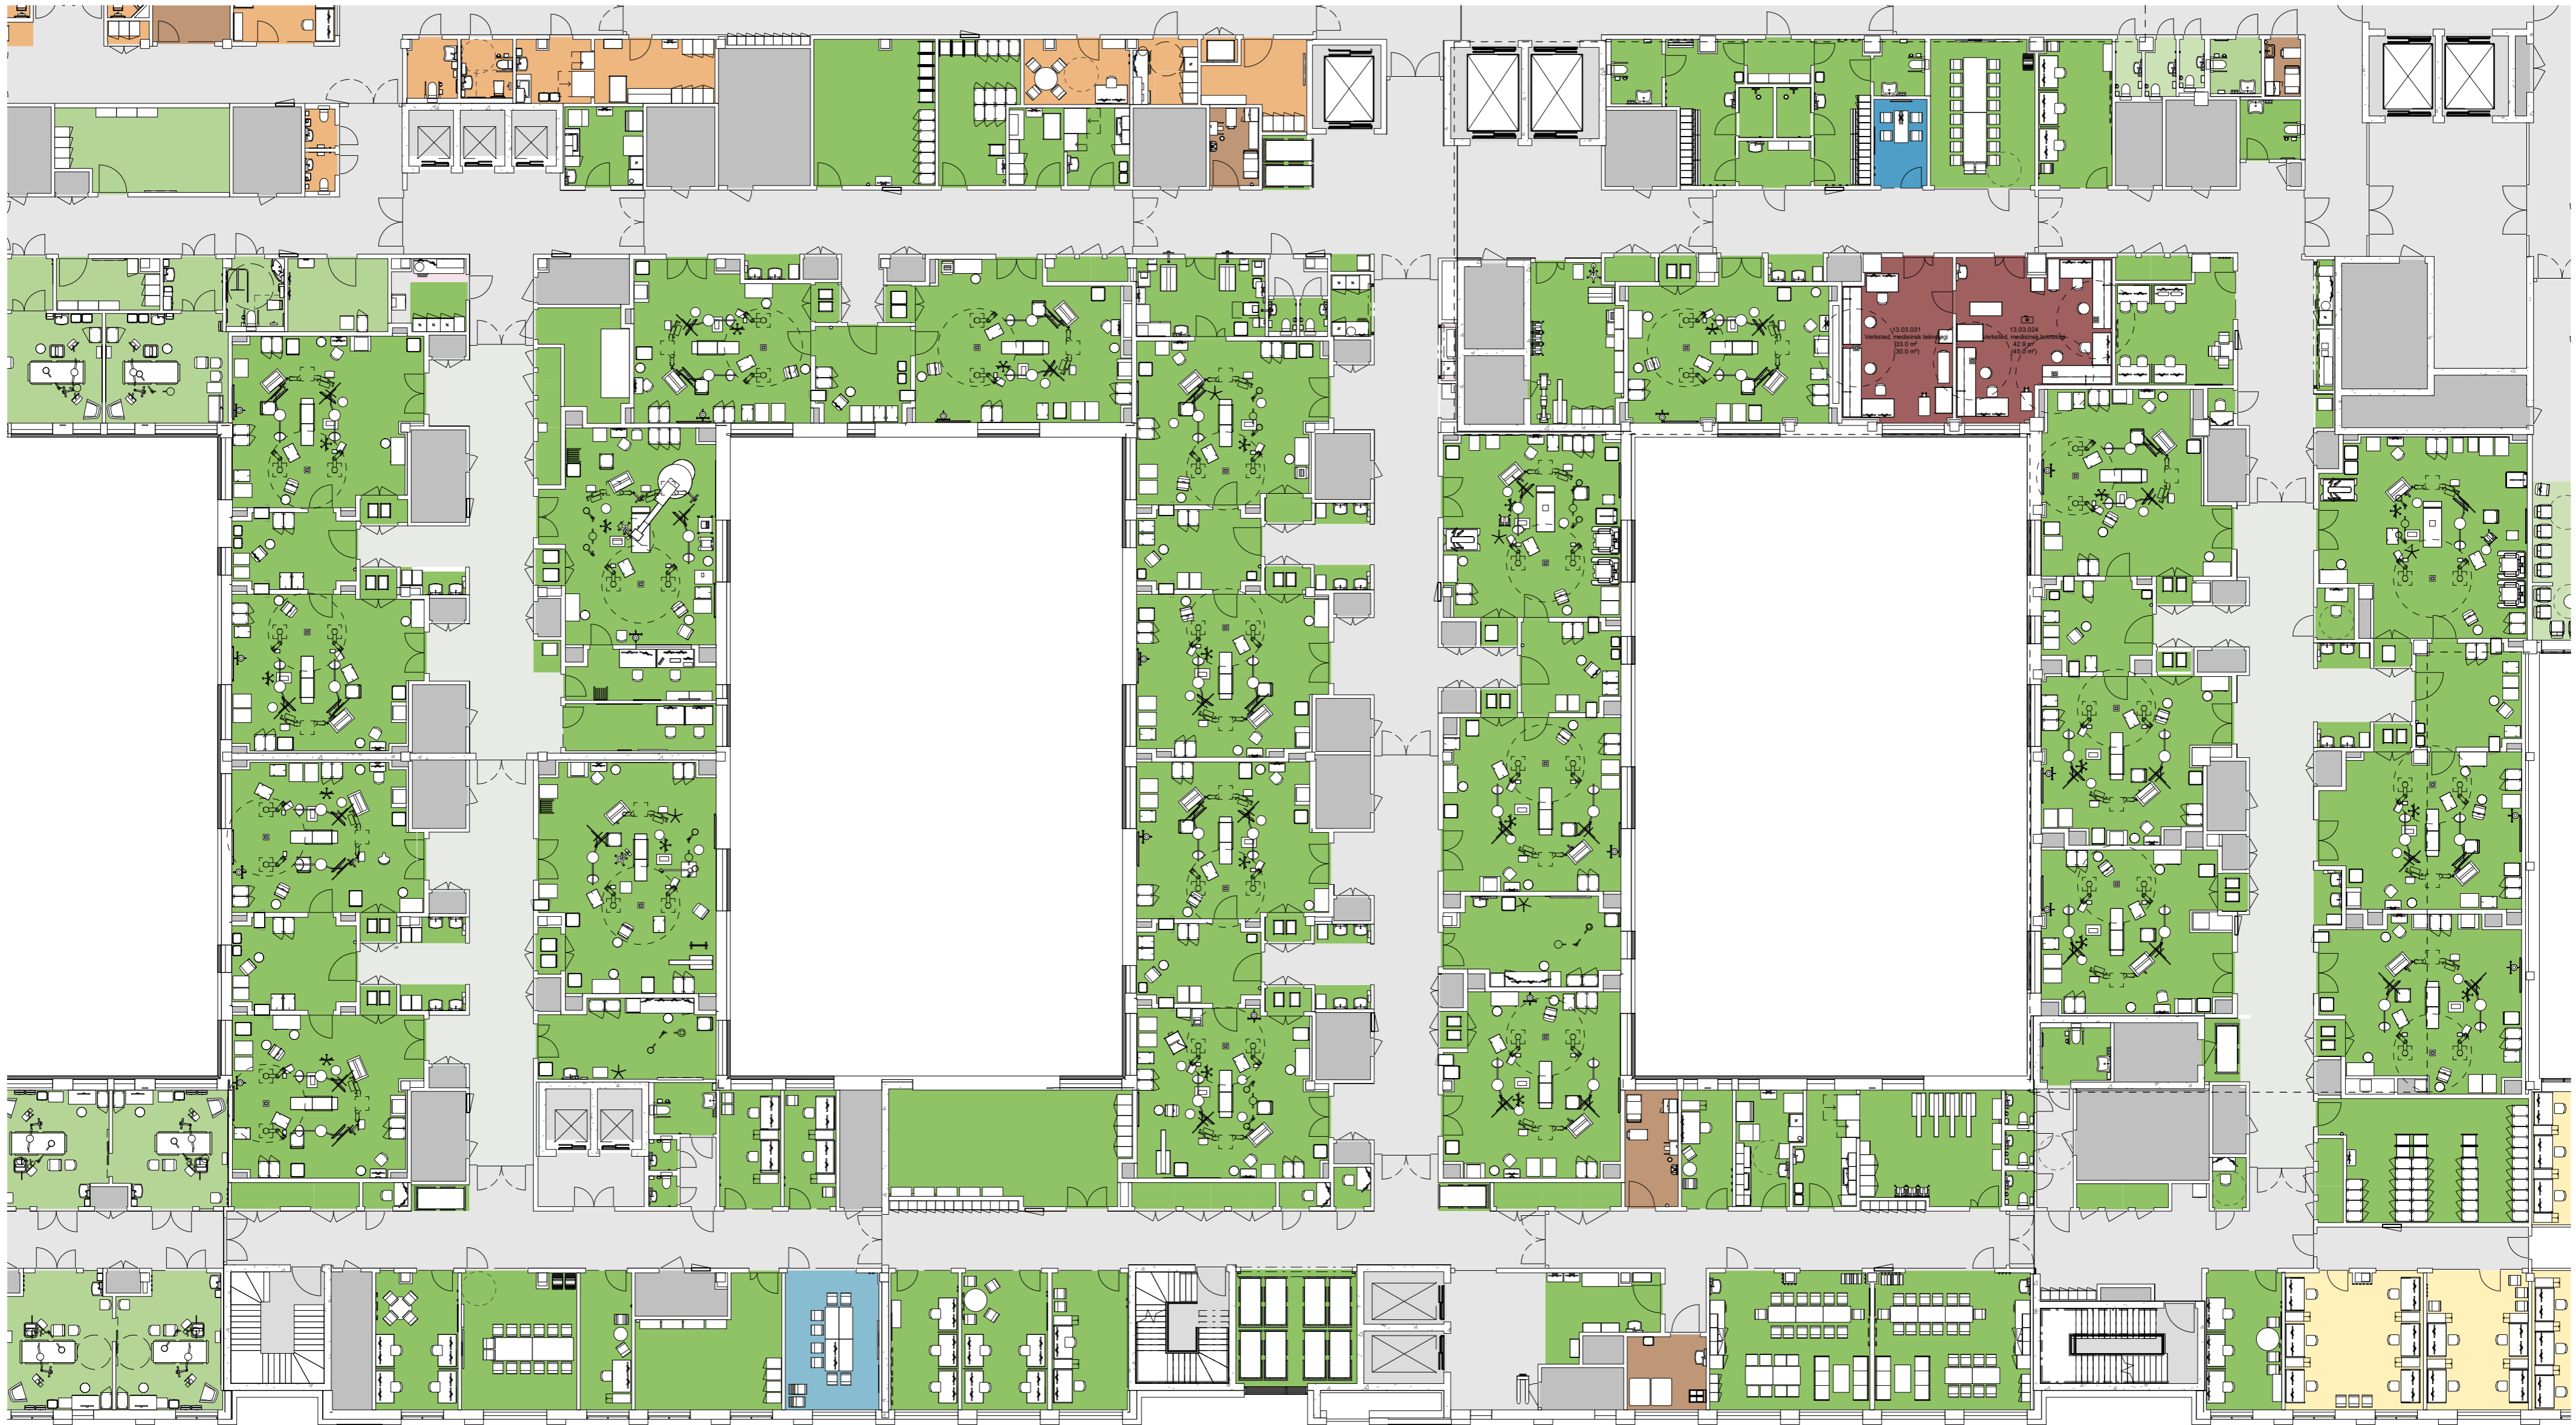 13.03.031
Verksted, medisinsk teknologi
33.0 m²
(30.0 m²)
13.03.024
Verksted, medisinsk teknologi
42.9 m²
(45.0 m²)